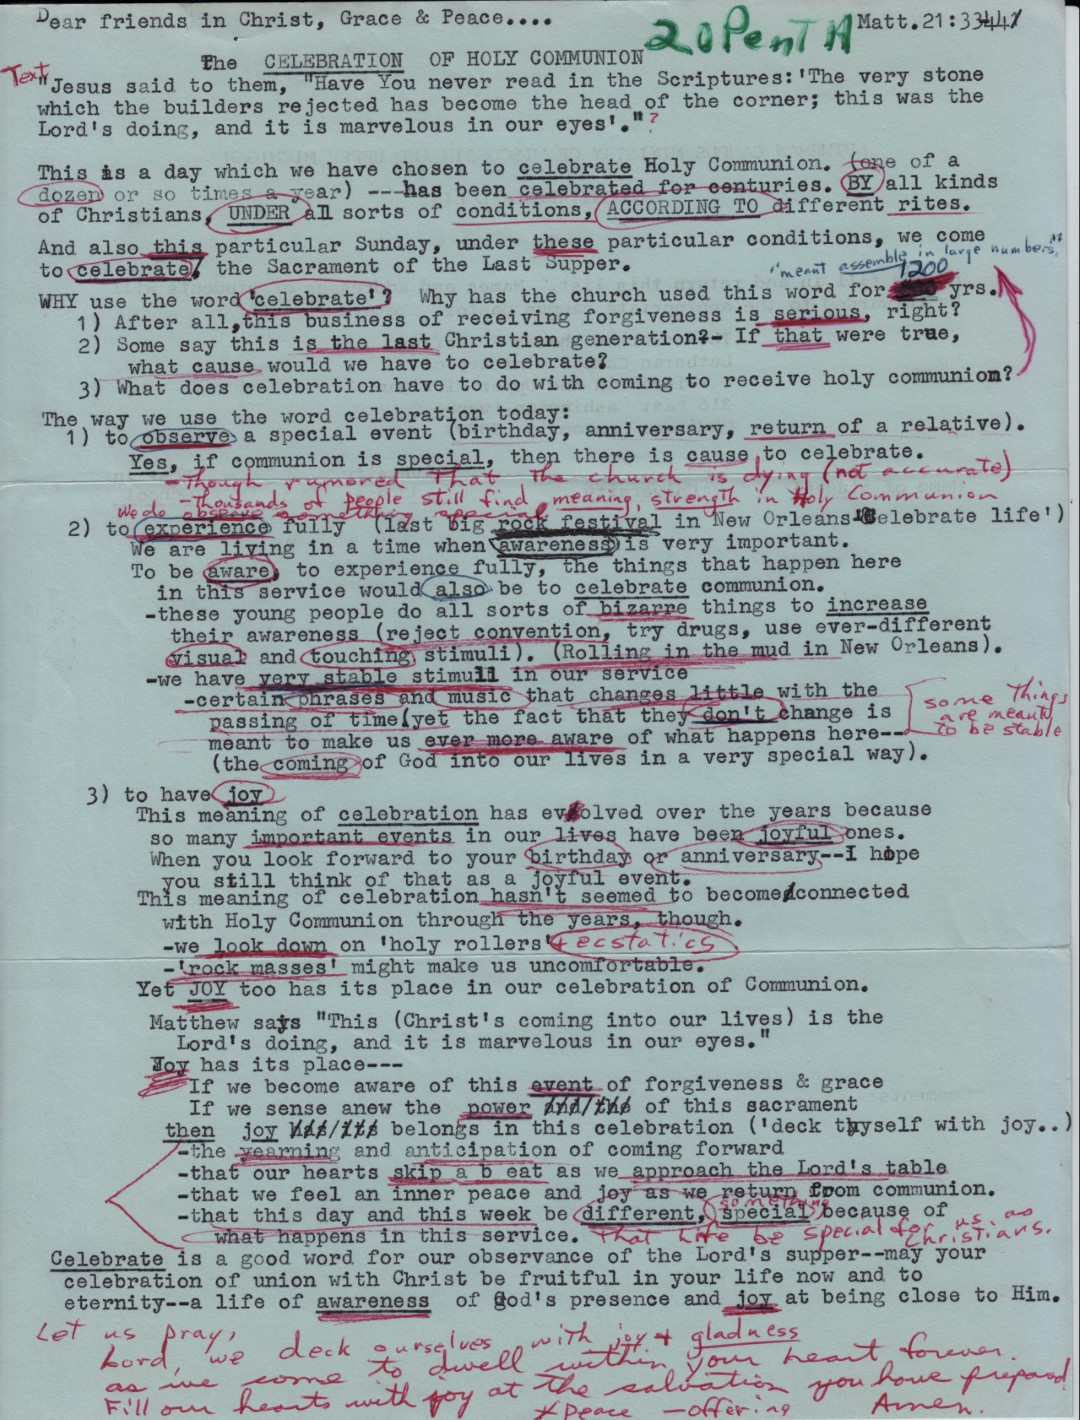 Dear friends in Christ, Grace & Peace....
20 Pent A
Matt.21:33-
The CELEBRATION OF HOLY COMMUNION
Text
"Jesus said to them, "Have You never read in the Scriptures:'The very stone
which the builders rejected has become the head of the corner; this was the
Lord's doing, and it is marvelous in our eyes'."?
This is a day which we have chosen to celebrate Holy Communion. (one of a
dozen or so times a year) ---has been celebrated for centuries. BY all kinds
of Christians, UNDER all sorts of conditions, ACCORDING TO different rites.
And also this particular Sunday, under these particular conditions, we come
to celebrate, the Sacrament of the Last Supper.
"meant assemble in large numbers"
1200
WHY use the word 'celebrate'? Why has the church used this word for yrs.
1) After all,this business of receiving forgiveness is serious, right?
2) Some say this is the last Christian generation?- If that were true,
what cause would we have to celebrate?
3) What does celebration have to do with coming to receive holy communion?
The way we use the word celebration today:
1) to observe a special event (birthday, anniversary, return of a relative).
Yes, if communion is special, then there is cause to celebrate.
-Though rumored that the church is dying (not accurate)
-Thousands of people still find meaning, strength in Holy Communion
We do observe something special
2) to experience fully (last big rock festival in New Orleans 'Celebrate life')
We are living in a time when awareness is very important.
To be aware, to experience fully, the things that happen here
in this service would also be to celebrate communion.
-these young people do all sorts of bizarre things to increase
their awareness (reject convention, try drugs, use ever-different
visual and touching stimuli). (Rolling in the mud in New Orleans).
-we have very stable stimuli in our service
-certain phrases and music that changes little with the
passing of time(yet the fact that they don't change is
meant to make us ever more aware of what happens here--
(the coming of God into our lives in a very special way).
some things
are meant
to be stable
3) to have joy
This meaning of celebration has evolved over the years because
so many important events in our lives have been joyful ones.
When you look forward to your birthday or anniversary--I hope
you still think of that as a joyful event.
This meaning of celebration hasn't seemed to become connected
with Holy Communion through the years, though.
-we look down on 'holy rollers' + ecstatics
-'rock masses' might make us uncomfortable.
Yet JOY too has its place in our celebration of Communion.
Matthew says "This (Christ's coming into our lives) is the
Lord's doing, and it is marvelous in our eyes."
Joy has its place---
If we become aware of this event of forgiveness & grace
If we sense anew the power of this sacrament
then joy belongs in this celebration ('deck thyself with joy..)
-the yearning and anticipation of coming forward
-that our hearts skip a b eat as we approach the Lord's table
-that we feel an inner peace and joy as we return from communion.
something
-that this day and this week be different, special because of
what happens in this service. That life be special for us as
Christians.
Celebrate is a good word for our observance of the Lord's supper--may your
celebration of union with Christ be fruitful in your life now and to
eternity--a life of awareness of God's presence and joy at being close to Him.
Let us pray,
Lord, we deck ourselves with joy + gladness
as we come to dwell within your heart forever.
Fill our hearts with joy at the salvation you have prepared
+Peace -offering Amen.